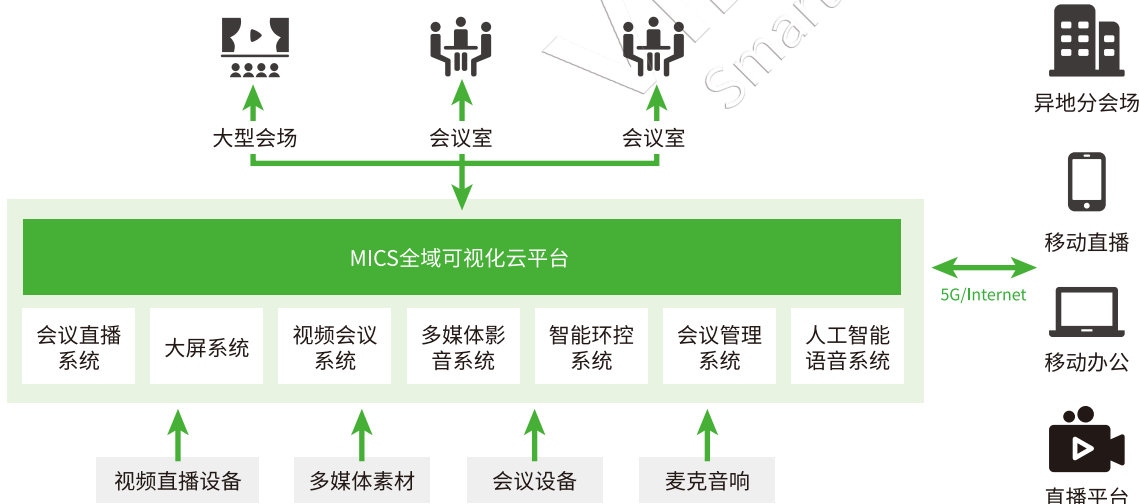 Smart
大型会场
会议室
会议室
异地分会场
移动直播
MICS全域可视化云平台
5G/Internet
会议直播
系统
大屏系统
视频会议
系统
多媒体影
音系统
智能环控
系统
会议管理
系统
人工智能
语音系统
移动办公
视频直播设备
多媒体素材
会议设备
麦克音响
直播平台